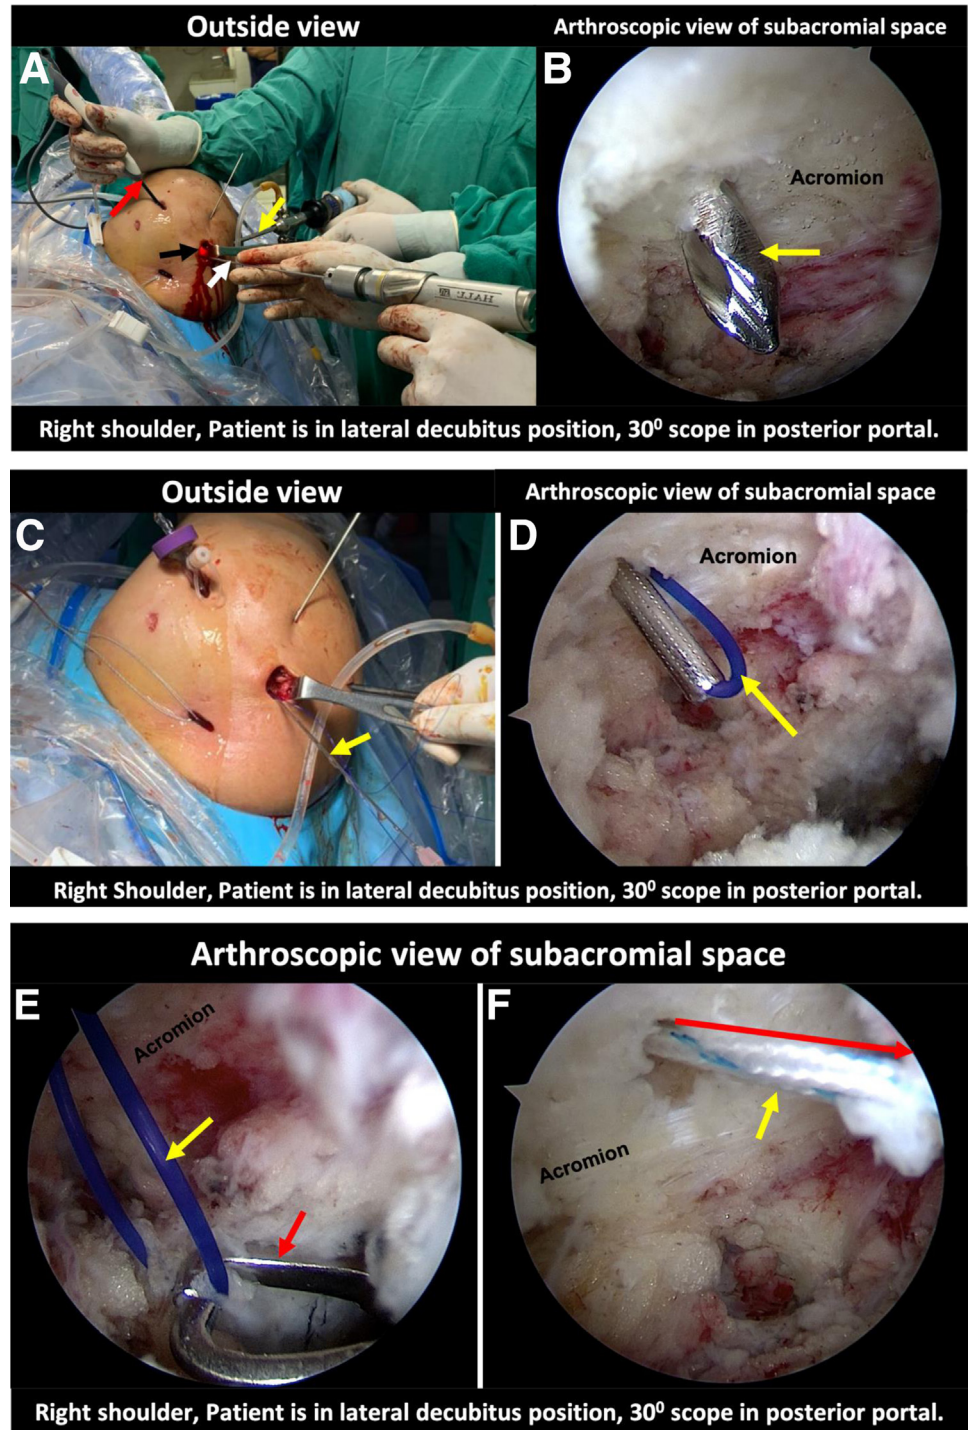 Outside view
Arthroscopic view of subacromial space
A
B
Acromion
HALL
Right shoulder, Patient is in lateral decubitus position, 30⁰ scope in posterior portal.
Outside view
Arthroscopic view of subacromial space
C
D
Acromion
Right Shoulder, Patient is in lateral decubitus position, 30⁰ scope in posterior portal.
Arthroscopic view of subacromial space
E
F
Acromion
Acromion
Right shoulder, Patient is in lateral decubitus position, 30⁰ scope in posterior portal.